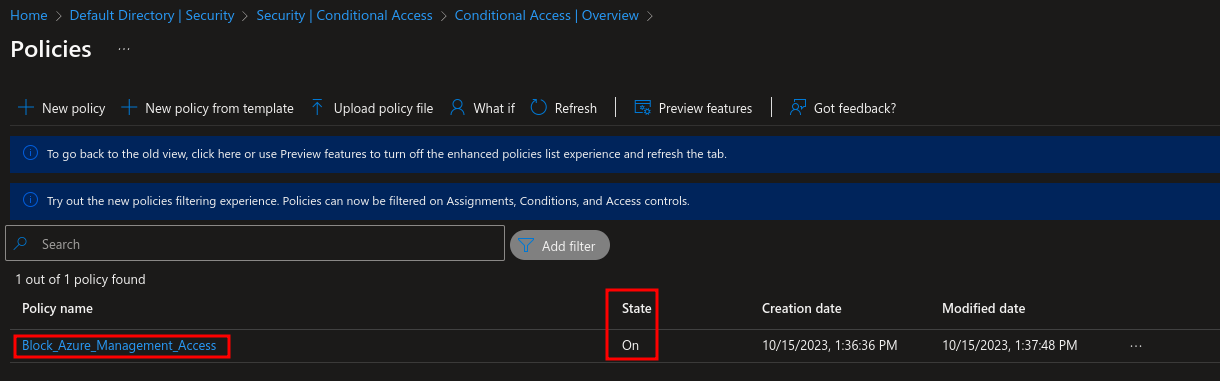 Home > Default Directory | Security > Security | Conditional Access > Conditional Access | Overview >
Policies ...
+ New policy + New policy from template Upload policy file What if Refresh | Preview features | Got feedback?
To go back to the old view, click here or use Preview features to turn off the enhanced policies list experience and refresh the tab.
Try out the new policies filtering experience. Policies can now be filtered on Assignments, Conditions, and Access controls.
Search Add filter
1 out of 1 policy found
Policy name State Creation date Modified date
Block_Azure_Management_Access On 10/15/2023, 1:36:36 PM 10/15/2023, 1:37:48 PM ...